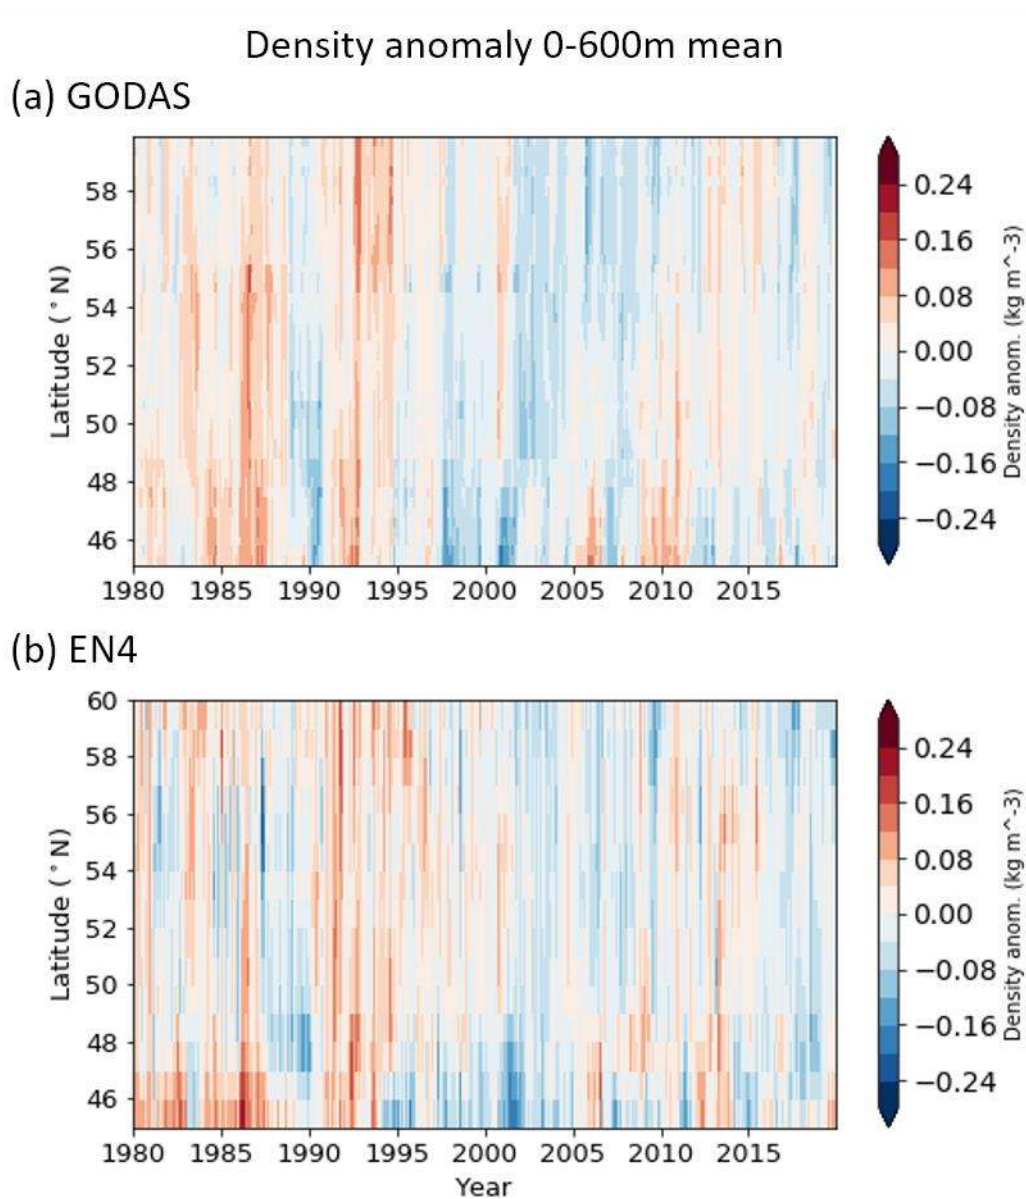 Density anomaly 0-600m mean
(a) GODAS
58
56
54
52
50
48
46
Latitude (°N)
1980 1985 1990 1995 2000 2005 2010 2015
0.24
0.16
0.08
0.00
−0.08
−0.16
−0.24
Density anom. (kg m^-3)
(b) EN4
60
58
56
54
52
50
48
46
Latitude (°N)
1980 1985 1990 1995 2000 2005 2010 2015
Year
0.24
0.16
0.08
0.00
−0.08
−0.16
−0.24
Density anom. (kg m^-3)